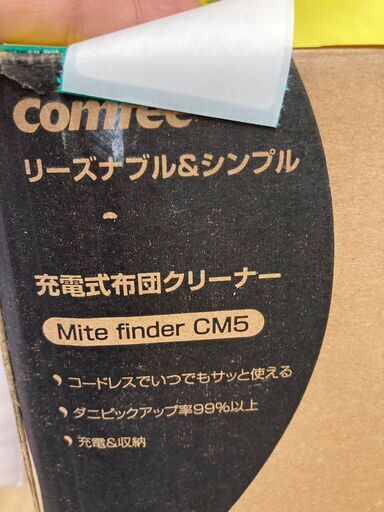 リーズナブル&シンプル
充電式布団クリーナー
Mite finder CM5
コードレスでいつでもサッと使える
ダニピックアップ率99%以上
充電&収納